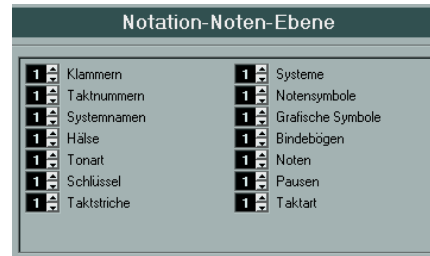 Notation-Noten-Ebene
1 Klammern
1 Taktnummern
1 Systemnamen
1 Hälse
1 Tonart
1 Schlüssel
1 Taktstriche
1 Systeme
1 Notensymbole
1 Grafische Symbole
1 Bindebögen
1 Noten
1 Pausen
1 Taktart